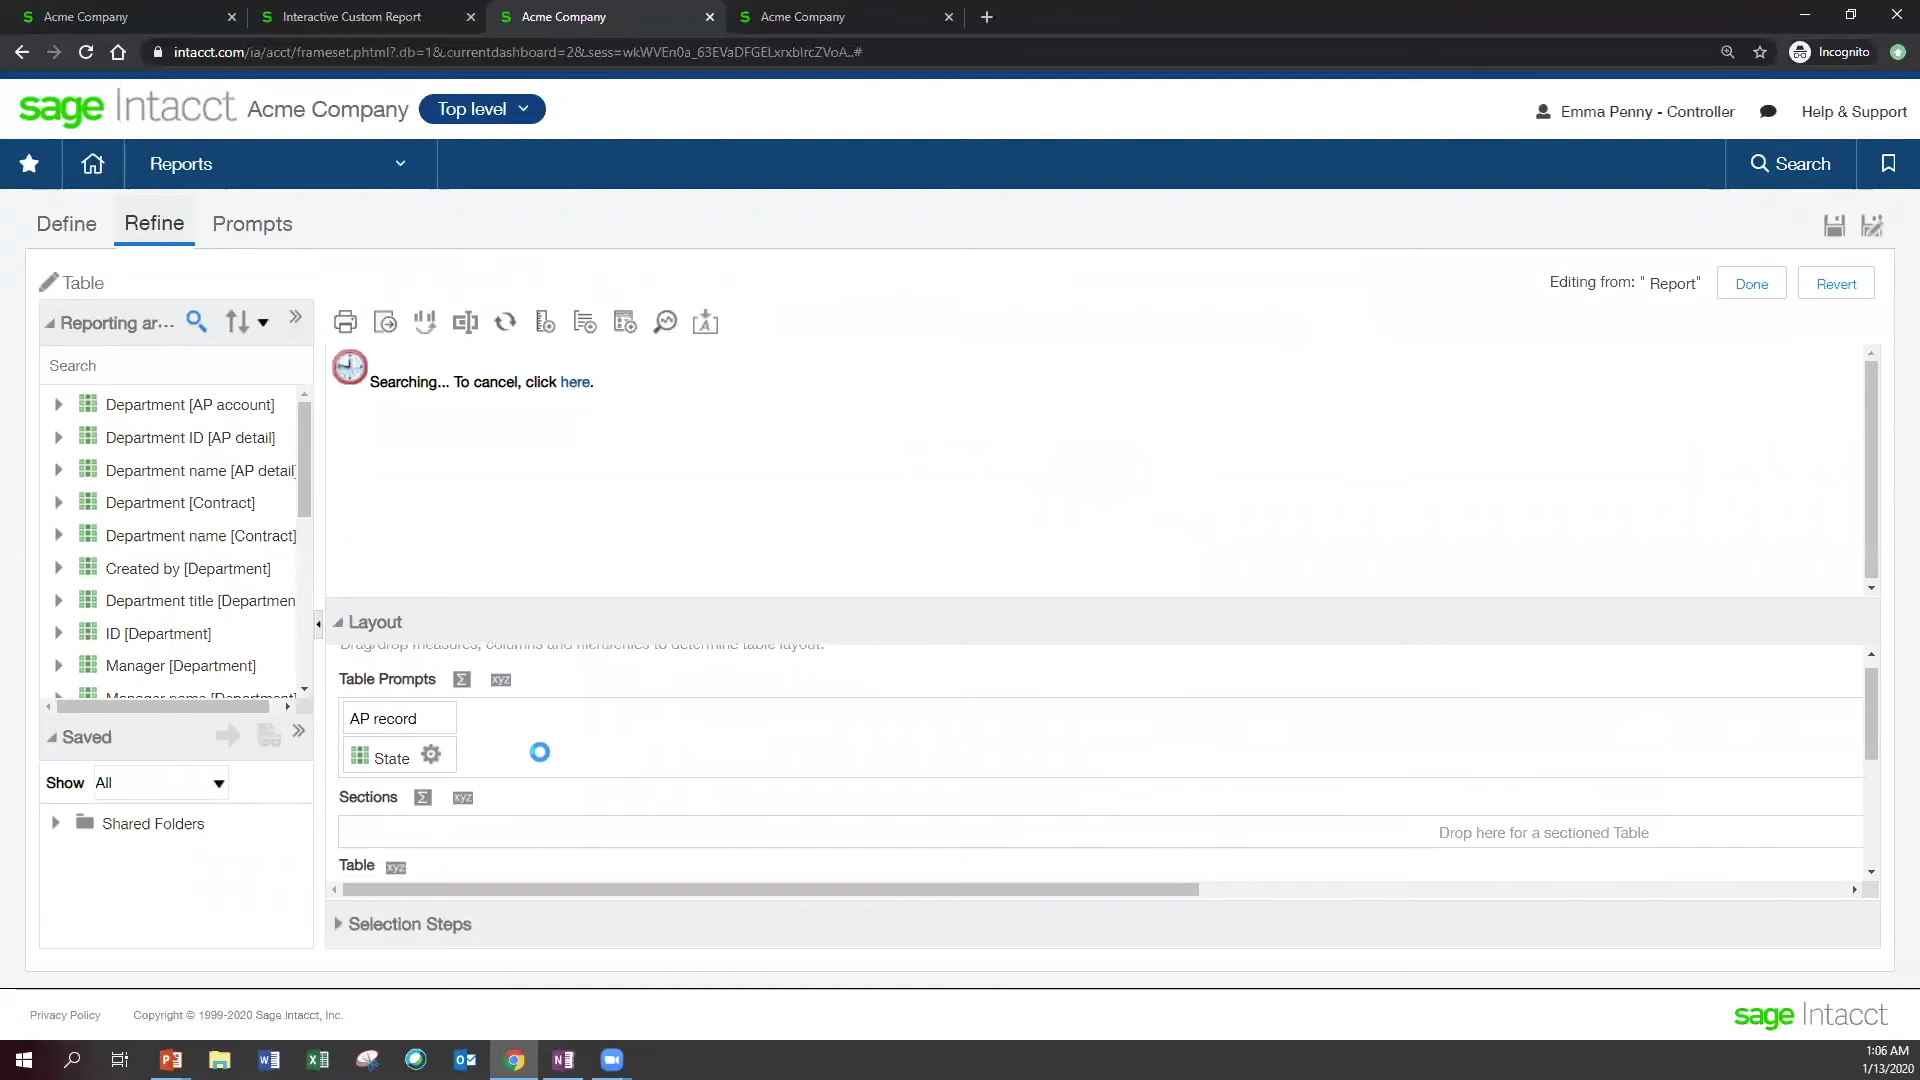 Acme Company
Interactive Custom Report
Acme Company
Acme Company
intacct.com/ia/acct/frameset.phtml?.db=1&.currentdashboard=2&.sess=wkWVEn0a_63EVaDFGELxrxbIrcZVoA..#
Incognito
sage Intacct Acme Company Top level
Emma Penny - Controller
Help & Support
Reports
Search
Define Refine Prompts
Table
Editing from: " Report"
Done
Revert
Reporting ar...
Search
Department [AP account]
Department ID [AP detail]
Department name [AP detail]
Department [Contract]
Department name [Contract]
Created by [Department]
Department title [Departmen
ID [Department]
Manager [Department]
Manager name [Department]
Saved
Show All
Shared Folders
Searching... To cancel, click here.
Layout
Drag/drop measures, columns and hierarchies to determine table layout.
Table Prompts Σ xyz
AP record
State
Sections Σ xyz
Drop here for a sectioned Table
Table xyz
Selection Steps
Privacy Policy
Copyright © 1999-2020 Sage Intacct, Inc.
sage Intacct
1:06 AM
1/13/2020